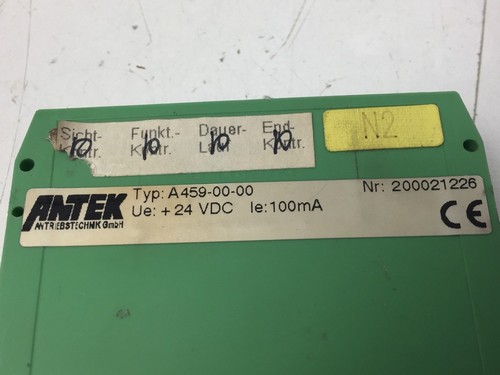 Sicht- Funkt.- Dauer- End-
Kontr. Kontr. Lauf Kontr.
10 10 10 10
N2
ANTEK
ANTRIEBSTECHNIK GmbH
Typ: A459-00-00 Nr: 200021226
Ue: +24 VDC Ie:100mA
CE